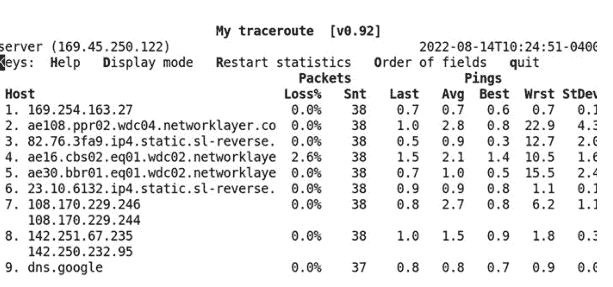 My traceroute [v0.92]
server (169.45.250.122) 2022-08-14T10:24:51-0400
Keys: Help Display mode Restart statistics Order of fields quit
Packets Pings
Host Loss% Snt Last Avg Best Wrst StDev
1. 169.254.163.27 0.0% 38 0.7 0.7 0.6 0.7 0.1
2. ae108.ppr02.wdc04.networklayer.co 0.0% 38 1.0 2.8 0.8 22.9 4.3
3. 82.76.3fa9.ip4.static.sl-reverse. 0.0% 38 0.5 0.9 0.3 12.7 2.0
4. ae16.cbs02.eq01.wdc02.networklaye 2.6% 38 1.5 2.1 1.4 10.5 1.6
5. ae30.bbr01.eq01.wdc02.networklaye 0.0% 38 0.7 1.0 0.5 15.5 2.4
6. 23.10.6132.ip4.static.sl-reverse. 0.0% 38 0.9 0.9 0.8 1.1 0.1
7. 108.170.229.246 0.0% 38 0.8 2.7 0.8 6.2 1.1
108.170.229.244
8. 142.251.67.235 0.0% 38 1.0 1.5 0.9 1.8 0.3
142.250.232.95
9. dns.google 0.0% 37 0.8 0.8 0.7 0.9 0.0